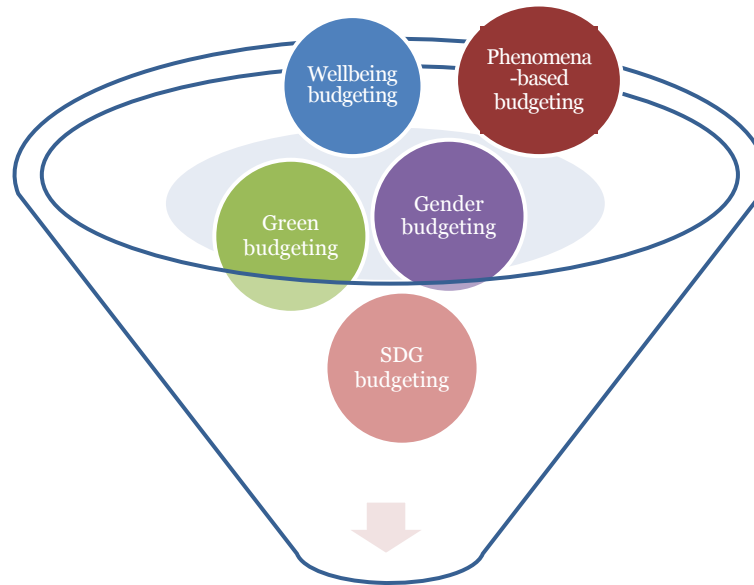 Wellbeing
budgeting
Phenomena
-based
budgeting
Green
budgeting
Gender
budgeting
SDG
budgeting